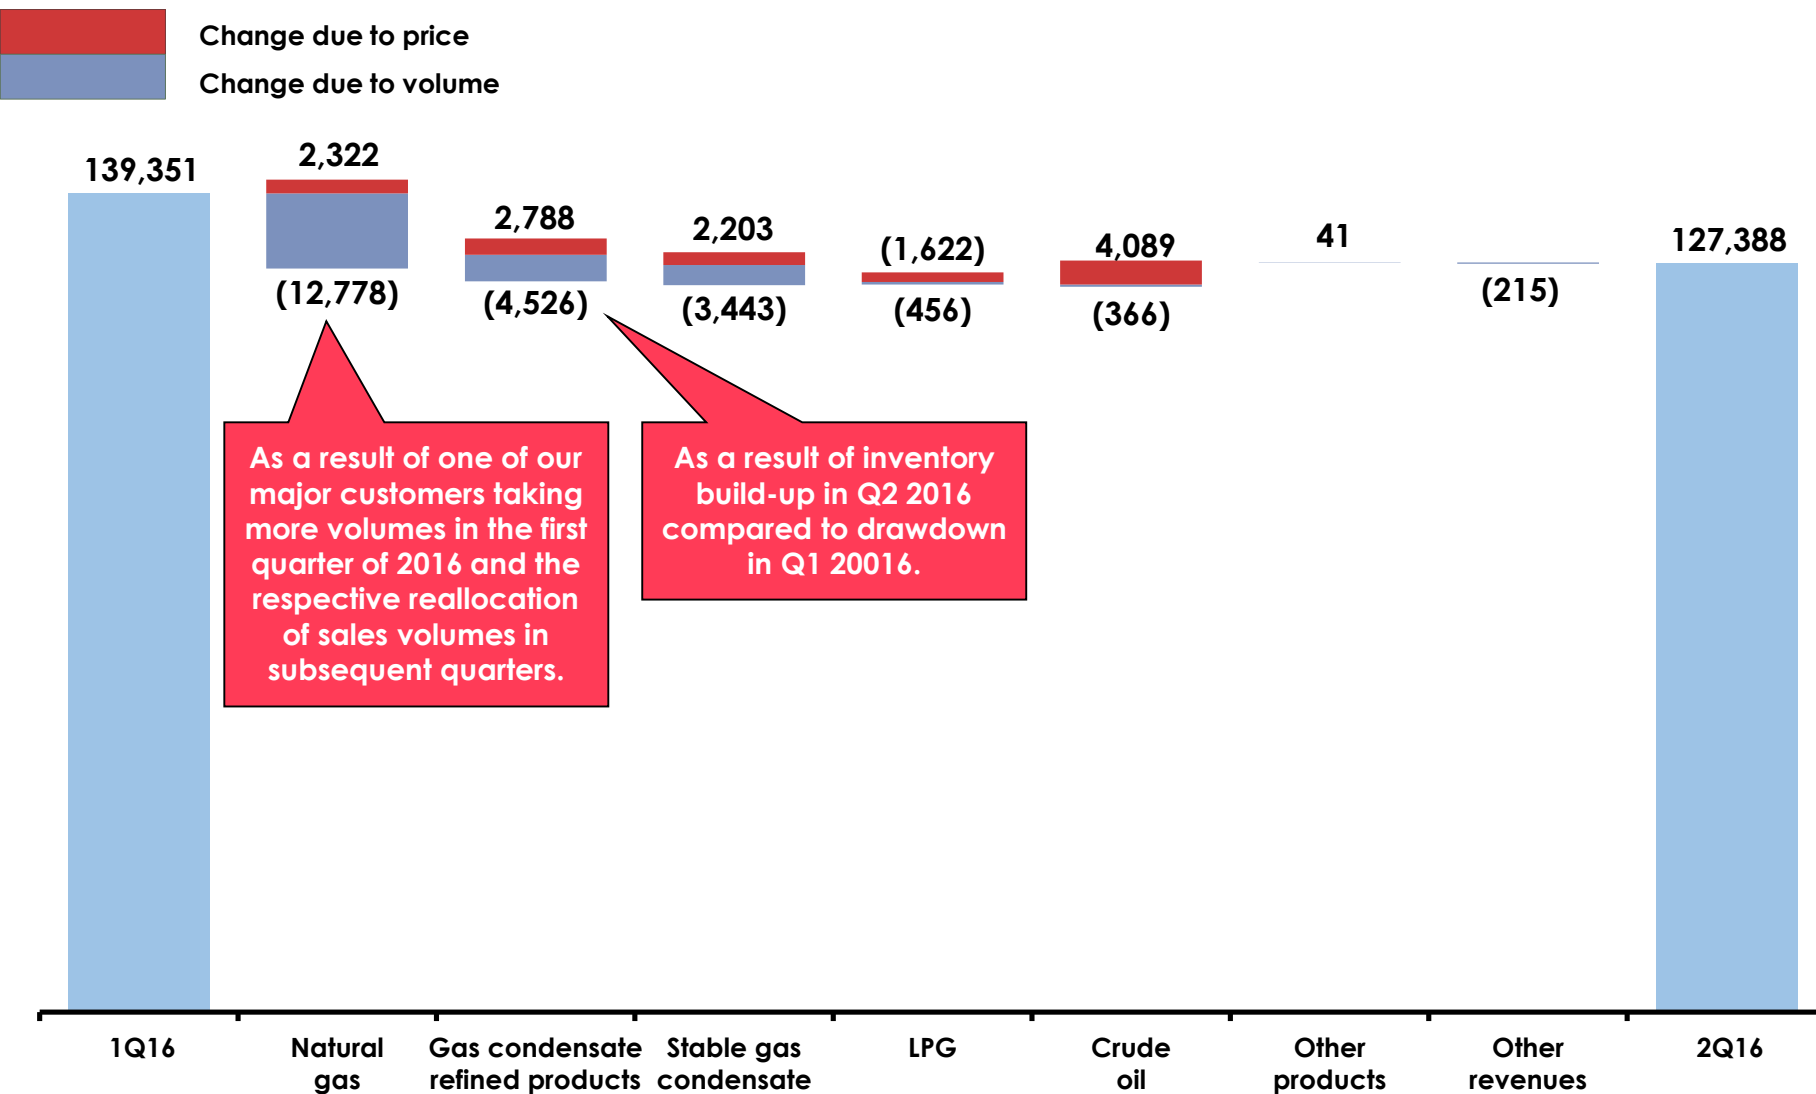 Change due to price
Change due to volume
139,351
2,322
(12,778)
2,788
(4,526)
2,203
(3,443)
(1,622)
(456)
4,089
(366)
41
(215)
127,388
As a result of one of our
major customers taking
more volumes in the first
quarter of 2016 and the
respective reallocation
of sales volumes in
subsequent quarters.
As a result of inventory
build-up in Q2 2016
compared to drawdown
in Q1 20016.
1Q16
Natural
gas
Gas condensate
refined products
Stable gas
condensate
LPG
Crude
oil
Other
products
Other
revenues
2Q16